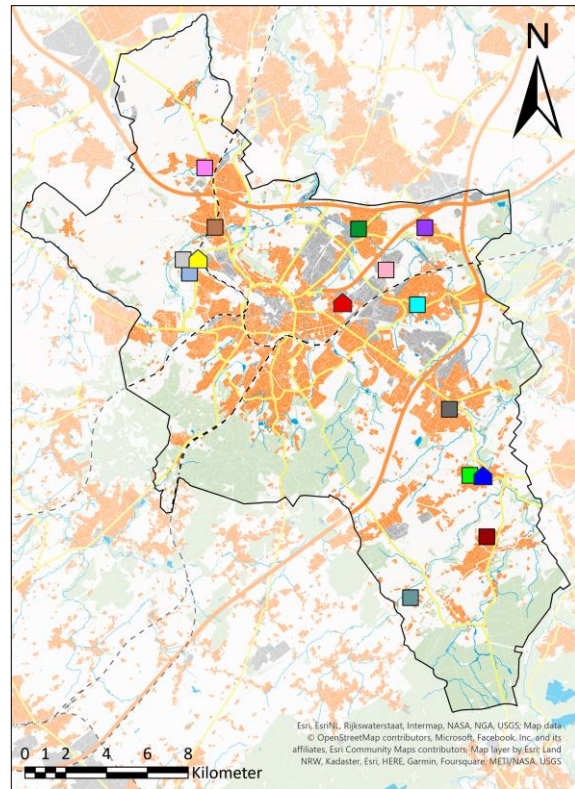 N
Esri, EsriNL, Rijkswaterstaat, Intermap, NASA, NGA, USGS; Map data
© OpenStreetMap contributors, Microsoft, Facebook, Inc. and its
affiliates, Esri Community Maps contributors, Map layer by Esri; Land
NRW, Kadaster, Esri, HERE, Garmin, Foursquare, METI/NASA, USGS
0 1 2 4 6 8
Kilometer